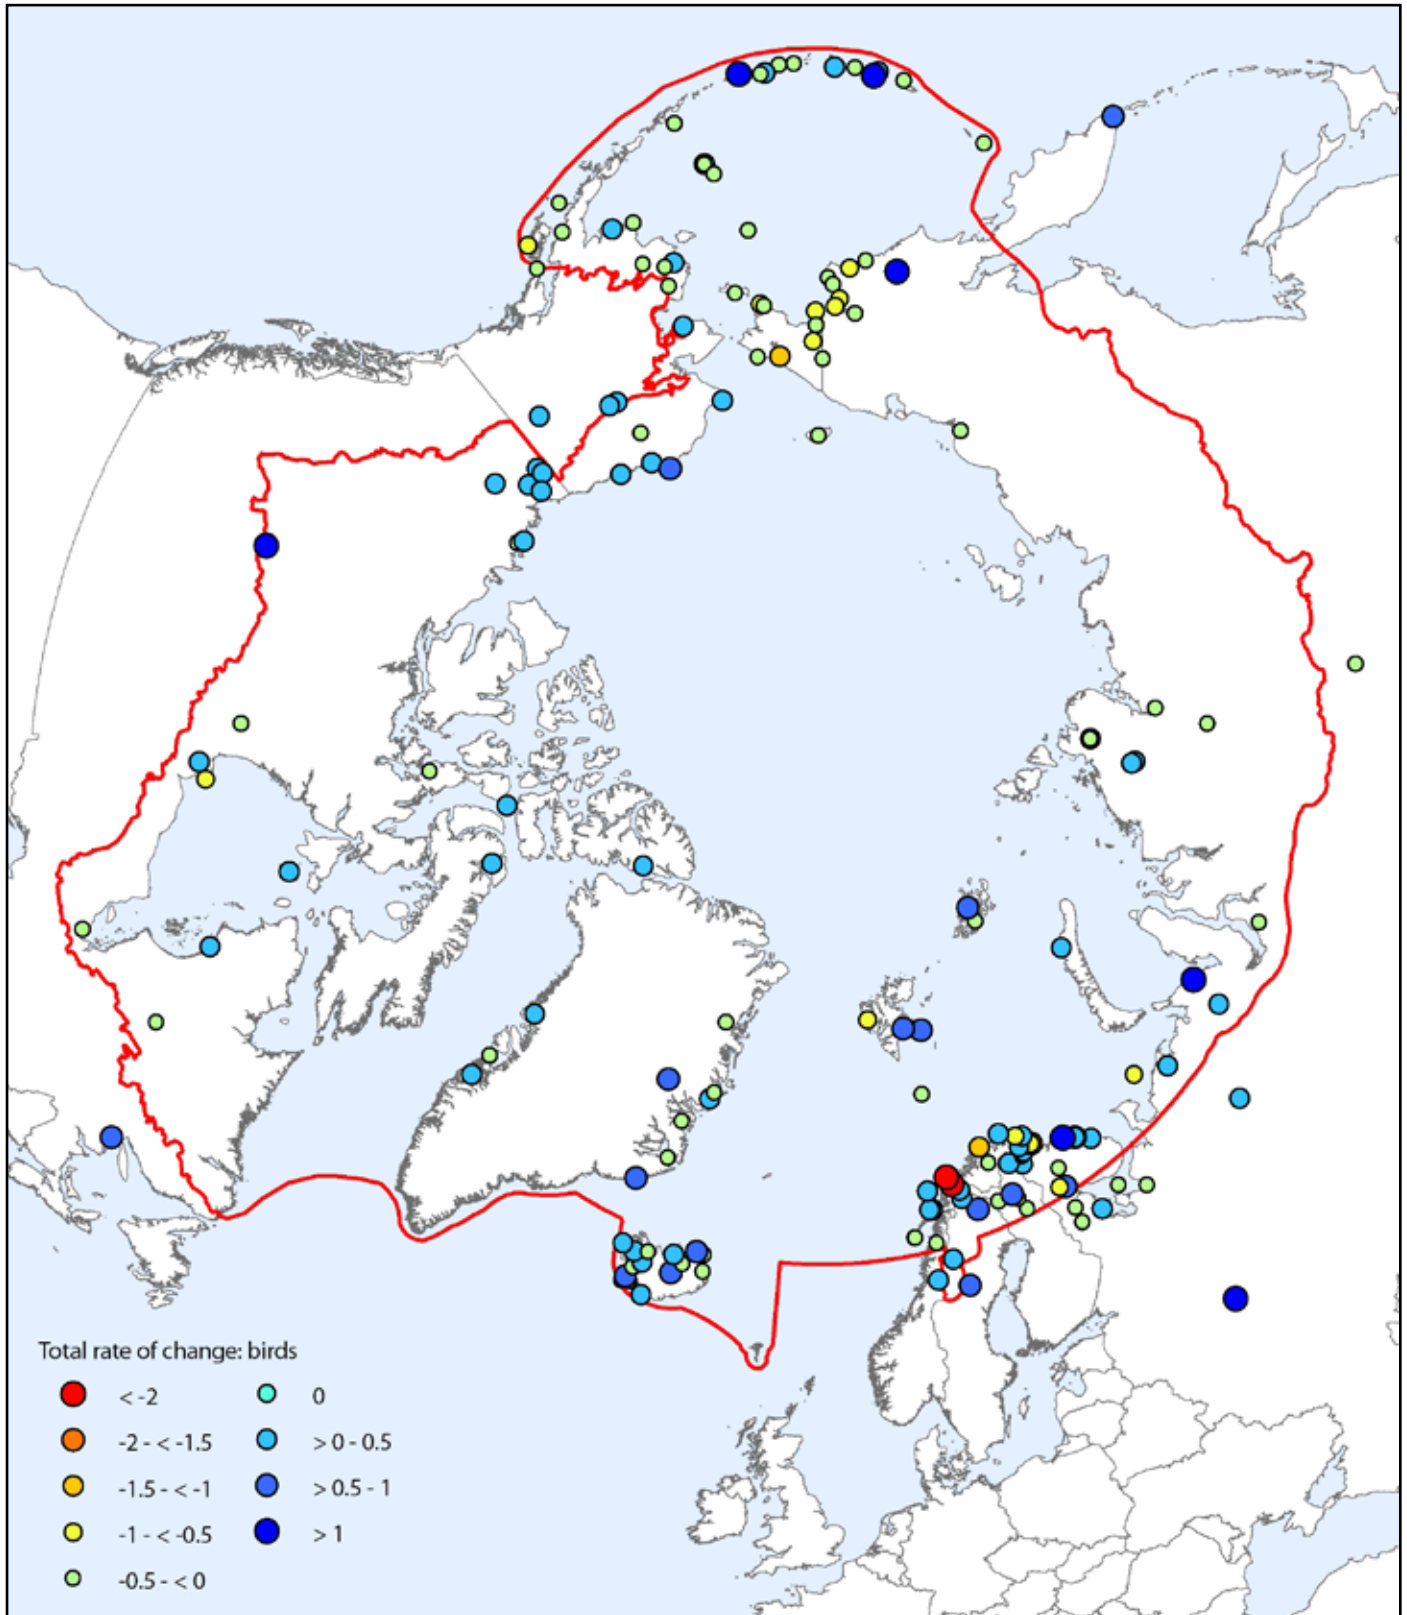 Total rate of change: birds
< -2
-2 - < -1.5
-1.5 - < -1
-1 - < -0.5
-0.5 - < 0
0
> 0 - 0.5
> 0.5 - 1
> 1